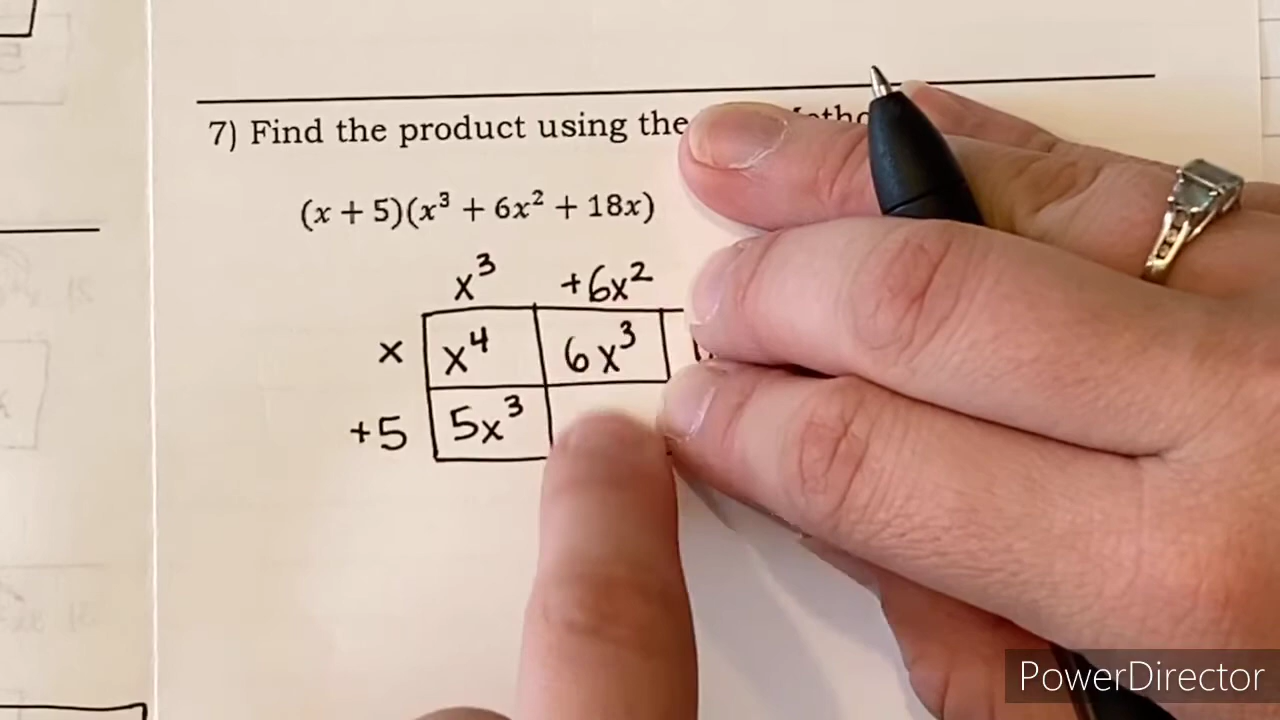 7) Find the product using the
(x + 5)(x³ + 6x² + 18x)
x³ +6x²
x x⁴ 6x³
+5 5x³
PowerDirector